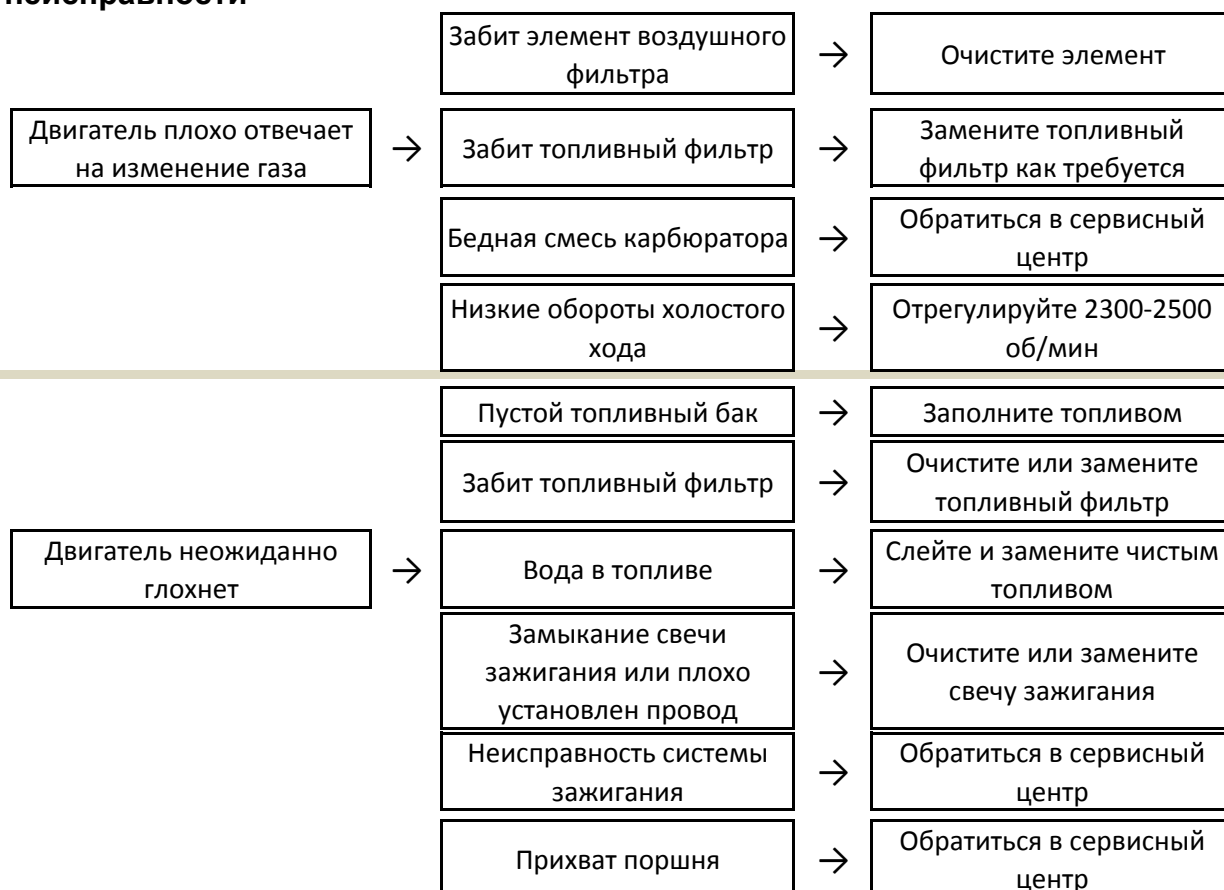 неисправности
Забит элемент воздушного
фильтра
→
Очистите элемент
Двигатель плохо отвечает
на изменение газа
→
Забит топливный фильтр
→
Замените топливный
фильтр как требуется
Бедная смесь карбюратора
→
Обратиться в сервисный
центр
Низкие обороты холостого
хода
→
Отрегулируйте 2300-2500
об/мин
Пустой топливный бак
→
Заполните топливом
Забит топливный фильтр
→
Очистите или замените
топливный фильтр
Двигатель неожиданно
глохнет
→
Вода в топливе
→
Слейте и замените чистым
топливом
Замыкание свечи
зажигания или плохо
установлен провод
→
Очистите или замените
свечу зажигания
Неисправность системы
зажигания
→
Обратиться в сервисный
центр
Прихват поршня
→
Обратиться в сервисный
центр